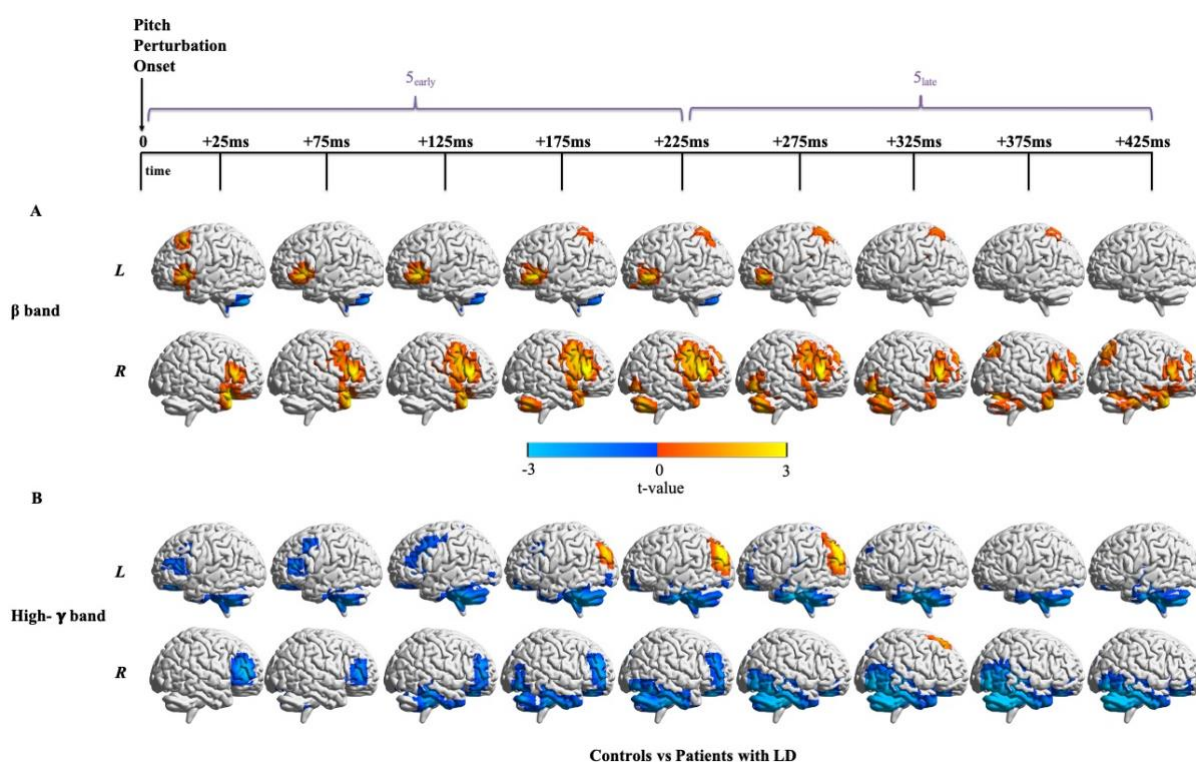 Pitch
Perturbation
Onset
5early 5late
0 +25ms +75ms +125ms +175ms +225ms +275ms +325ms +375ms +425ms
time
A
L
β band
R
-3 0 3
t-value
B
L
High- γ band
R
Controls vs Patients with LD